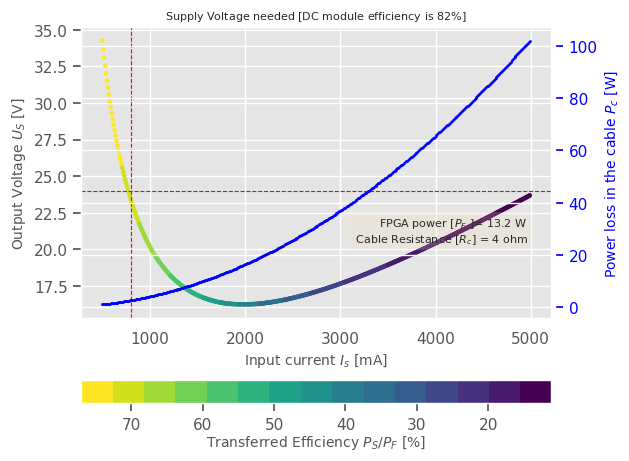 Supply Voltage needed [DC module efficiency is 82%]
35.0
32.5
30.0
27.5
25.0
22.5
20.0
17.5
Output Voltage U_S [V]
100
80
60
40
20
0
Power loss in the cable P_c [W]
FPGA power [P_F] = 13.2 W
Cable Resistance [R_c] = 4 ohm
1000 2000 3000 4000 5000
Input current I_s [mA]
70 60 50 40 30 20
Transferred Efficiency P_S/P_F [%]